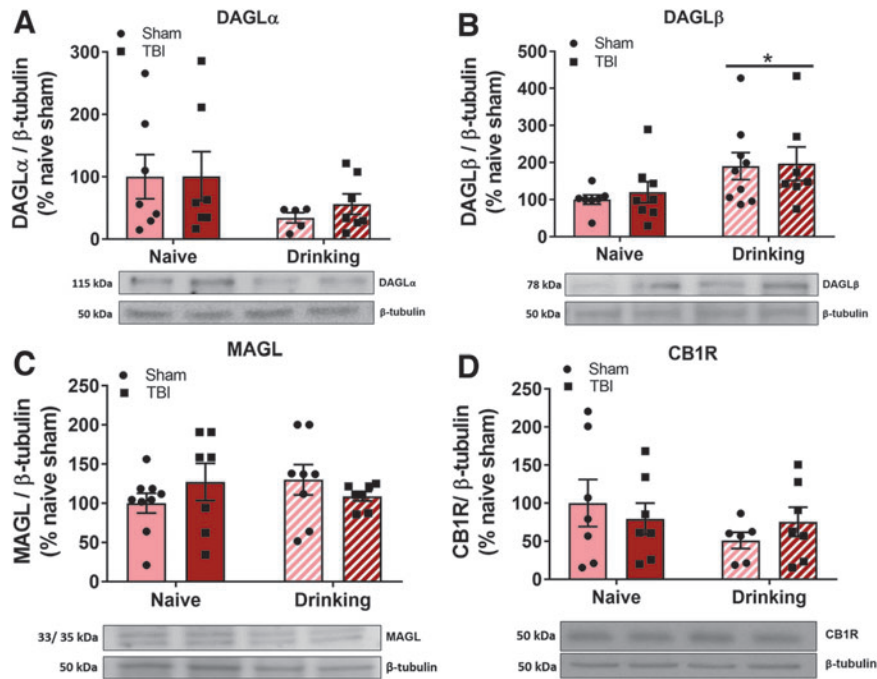 A
DAGLα
Sham
TBI
DAGLα / β-tubulin
(% naive sham)
300
200
100
0
Naive
Drinking
115 kDa
DAGLα
50 kDa
β-tubulin
B
DAGLβ
Sham
TBI
*
DAGLβ / β-tubulin
(% naive sham)
500
400
300
200
100
0
Naive
Drinking
78 kDa
DAGLβ
50 kDa
β-tubulin
C
MAGL
Sham
TBI
MAGL / β-tubulin
(% naive sham)
250
200
150
100
50
0
Naive
Drinking
33/ 35 kDa
MAGL
50 kDa
β-tubulin
D
CB1R
Sham
TBI
CB1R/ β-tubulin
(% naive sham)
250
200
150
100
50
0
Naive
Drinking
50 kDa
CB1R
50 kDa
β-tubulin